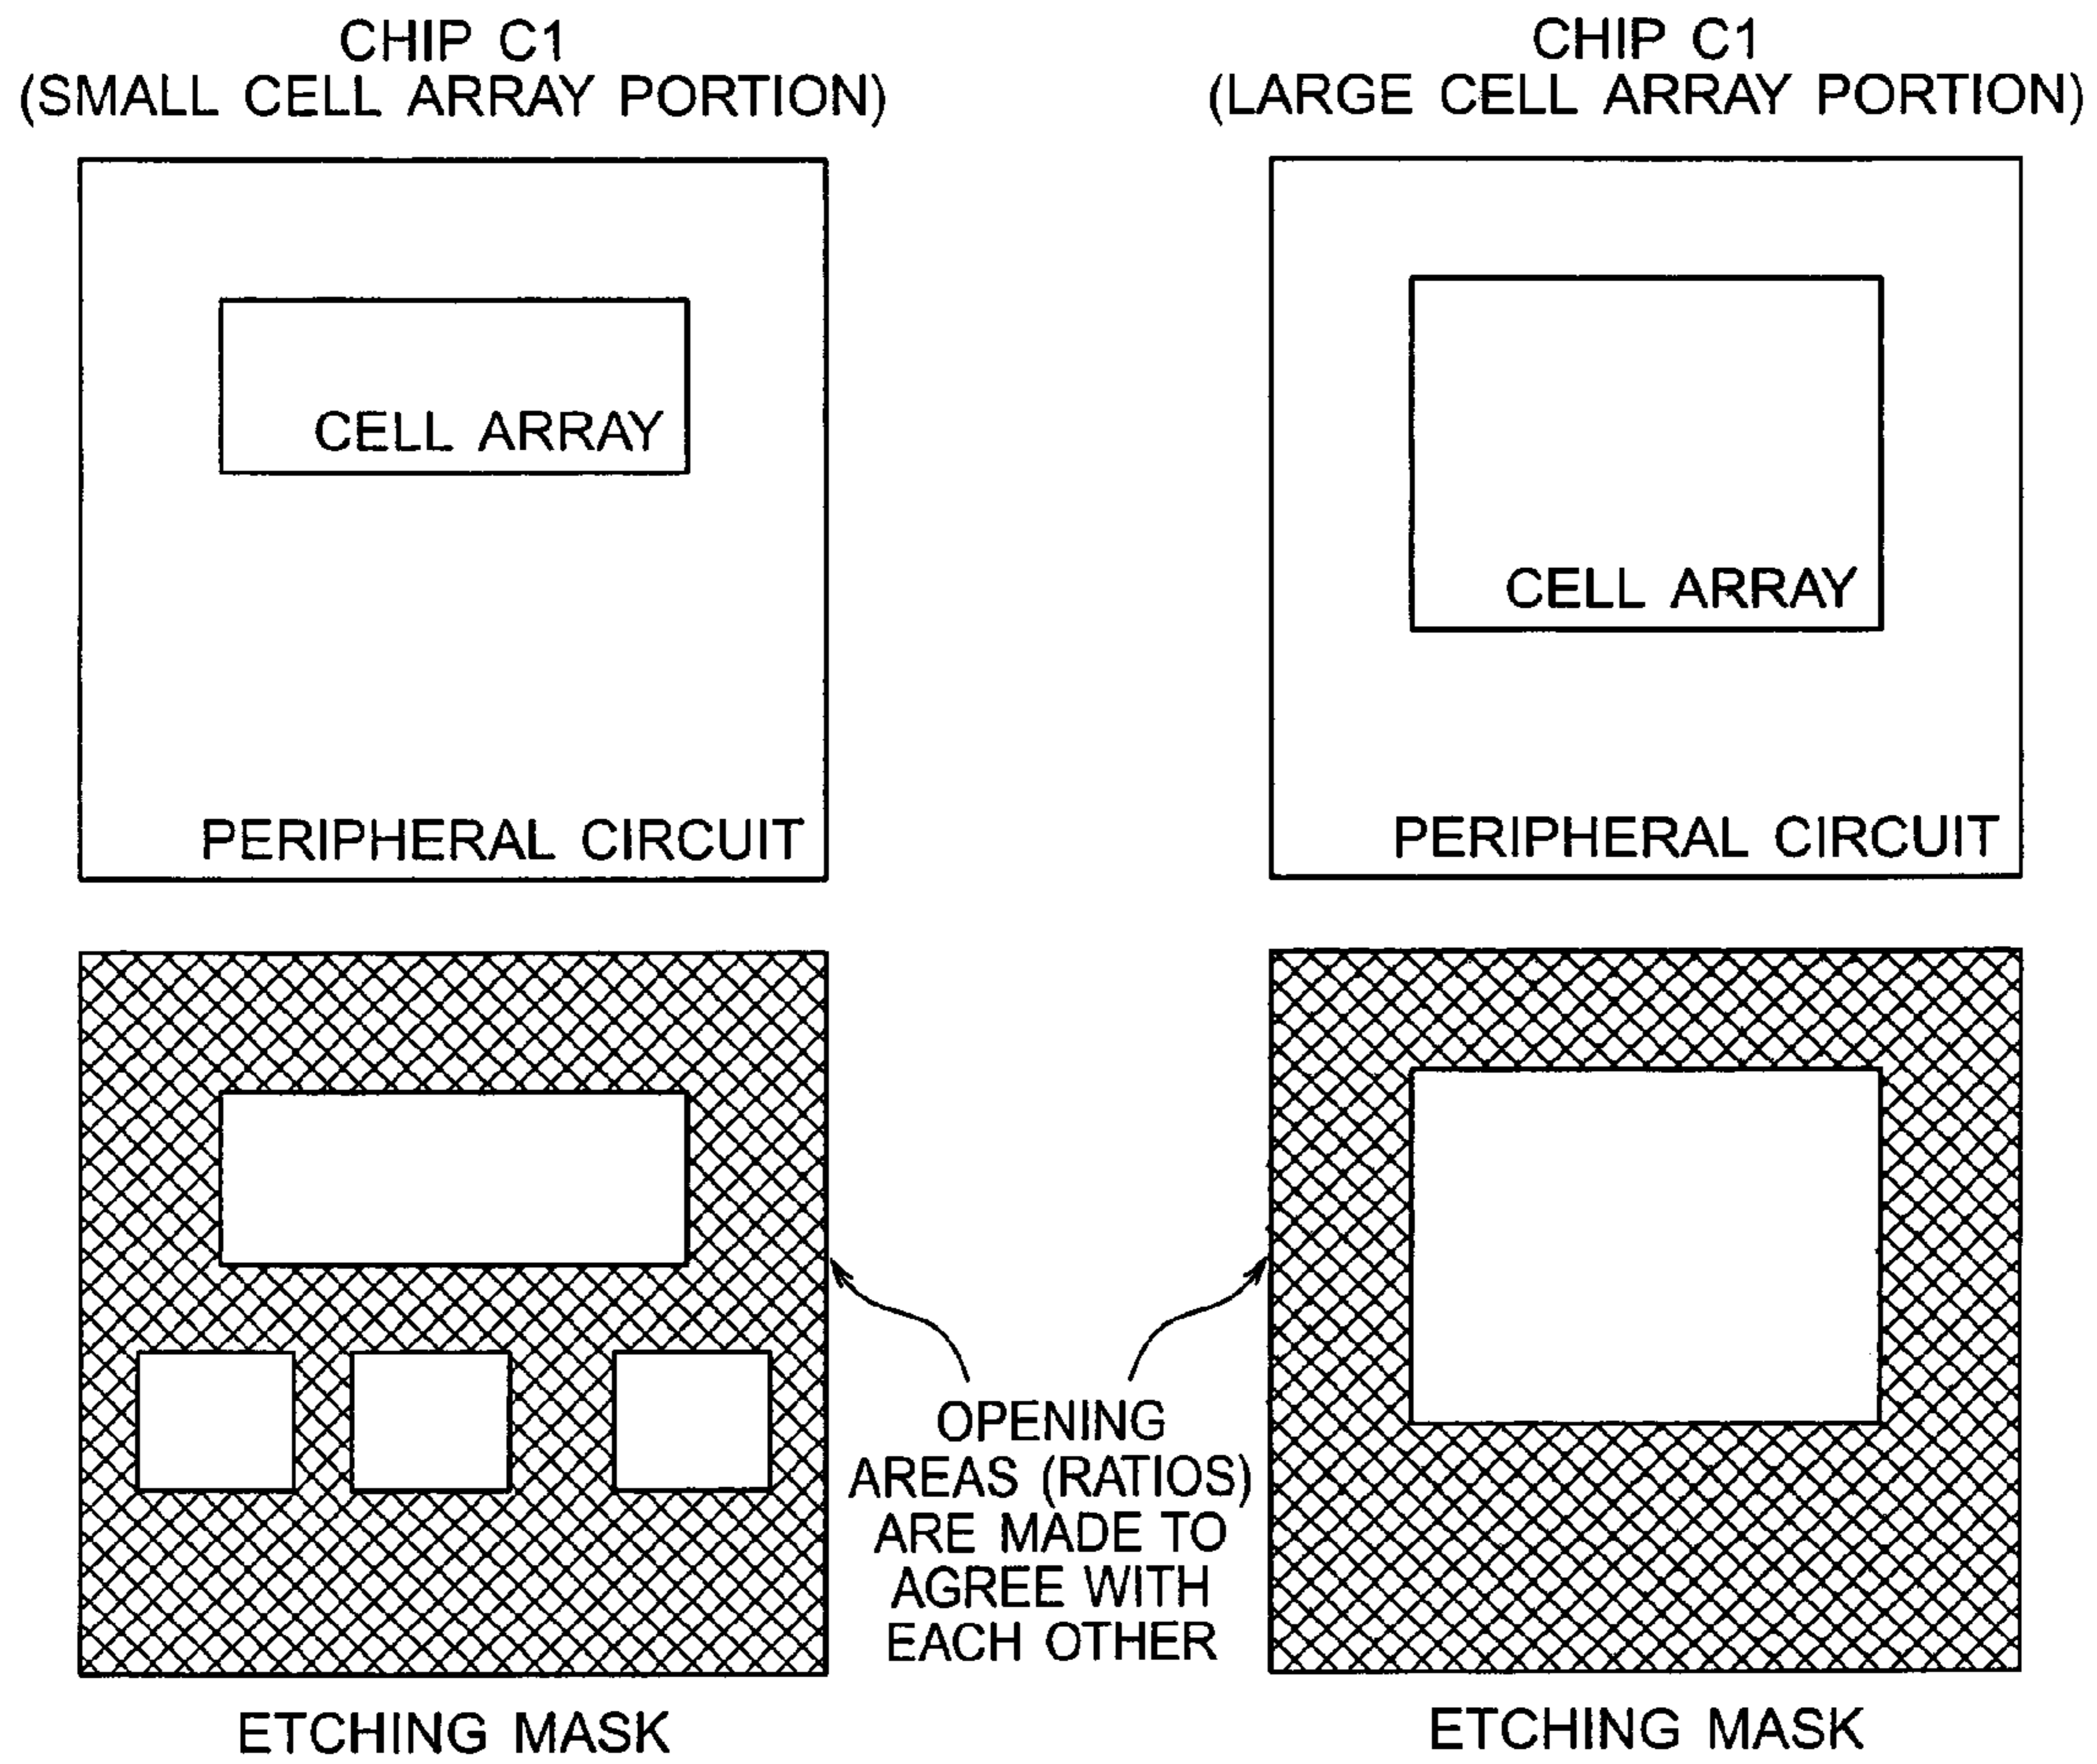 CHIP C1
(SMALL CELL ARRAY PORTION)
CELL ARRAY
PERIPHERAL CIRCUIT
CHIP C1
(LARGE CELL ARRAY PORTION)
CELL ARRAY
PERIPHERAL CIRCUIT
OPENING
AREAS (RATIOS)
ARE MADE TO
AGREE WITH
EACH OTHER
ETCHING MASK
ETCHING MASK